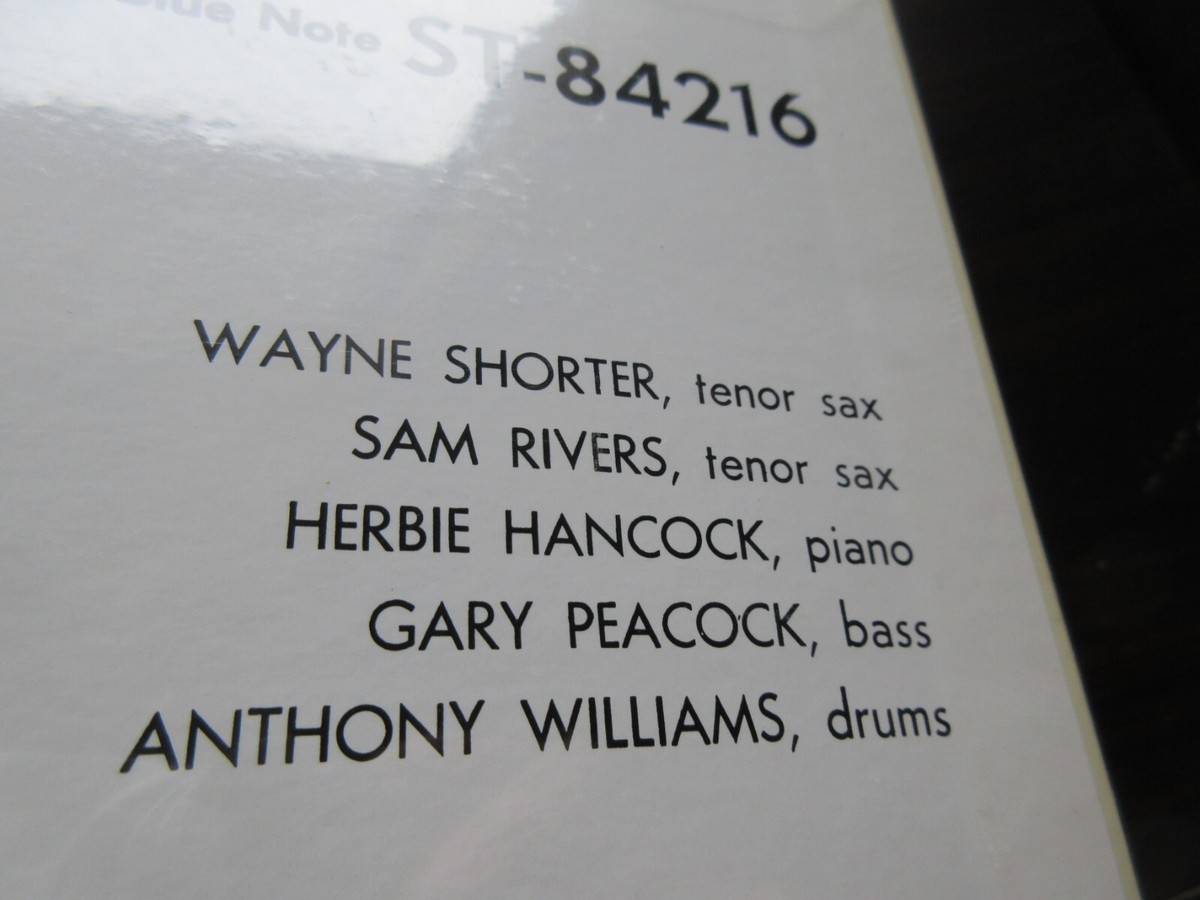 Blue Note ST-84216
WAYNE SHORTER, tenor sax
SAM RIVERS, tenor sax
HERBIE HANCOCK, piano
GARY PEACOCK, bass
ANTHONY WILLIAMS, drums